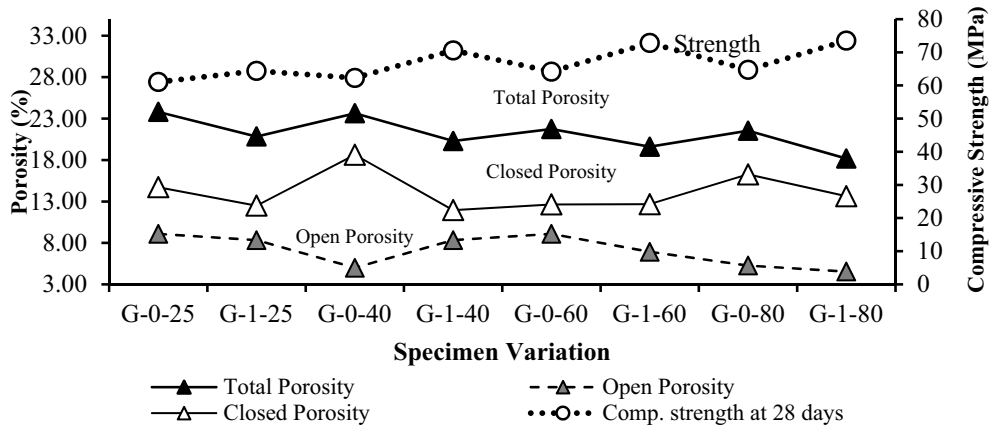 33.00
28.00
23.00
18.00
13.00
8.00
3.00
Porosity (%)
80
70
60
50
40
30
20
10
0
Compressive Strength (MPa)
Strength
Total Porosity
Closed Porosity
Open Porosity
G-0-25 G-1-25 G-0-40 G-1-40 G-0-60 G-1-60 G-0-80 G-1-80
Specimen Variation
Total Porosity Open Porosity
Closed Porosity Comp. strength at 28 days